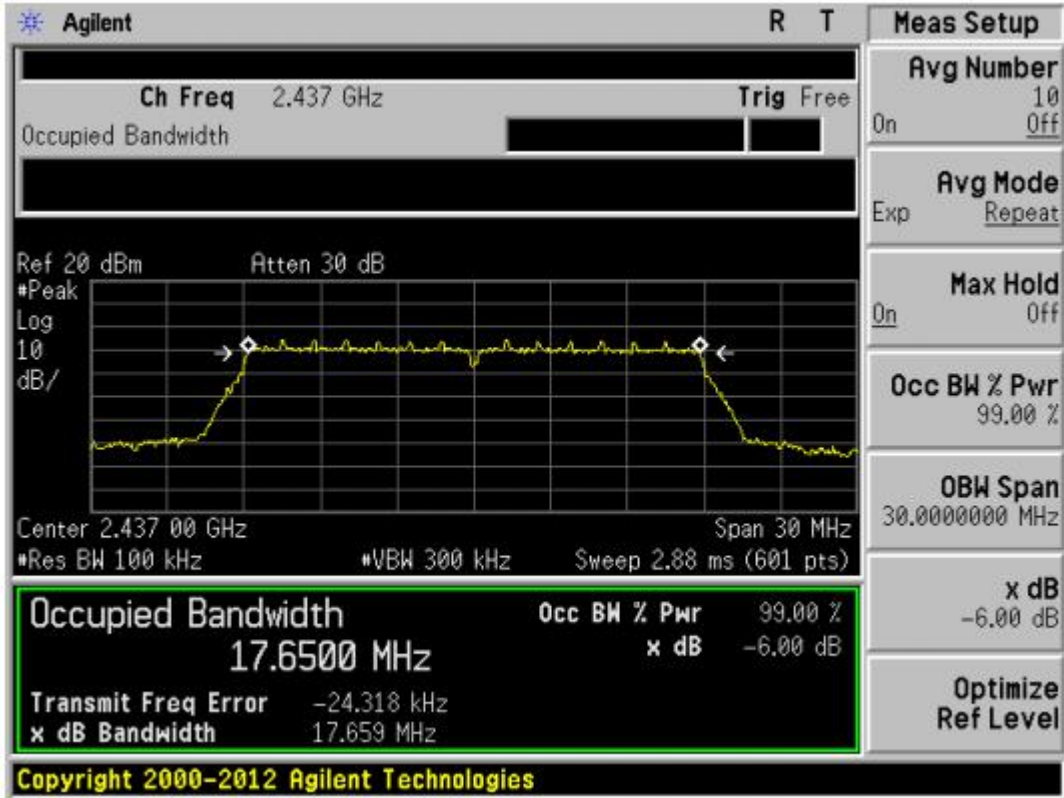 Agilent R T
Ch Freq 2.437 GHz Trig Free
Occupied Bandwidth
Ref 20 dBm Atten 30 dB
#Peak
Log
10
dB/
Center 2.437 00 GHz Span 30 MHz
#Res BW 100 kHz #VBW 300 kHz Sweep 2.88 ms (601 pts)
Occupied Bandwidth Occ BW % Pwr 99.00 %
17.6500 MHz x dB -6.00 dB
Transmit Freq Error -24.318 kHz
x dB Bandwidth 17.659 MHz
Copyright 2000-2012 Agilent Technologies
Meas Setup
Avg Number
10
On Off
Avg Mode
Exp Repeat
Max Hold
On Off
Occ BW % Pwr
99.00 %
OBW Span
30.0000000 MHz
x dB
-6.00 dB
Optimize
Ref Level